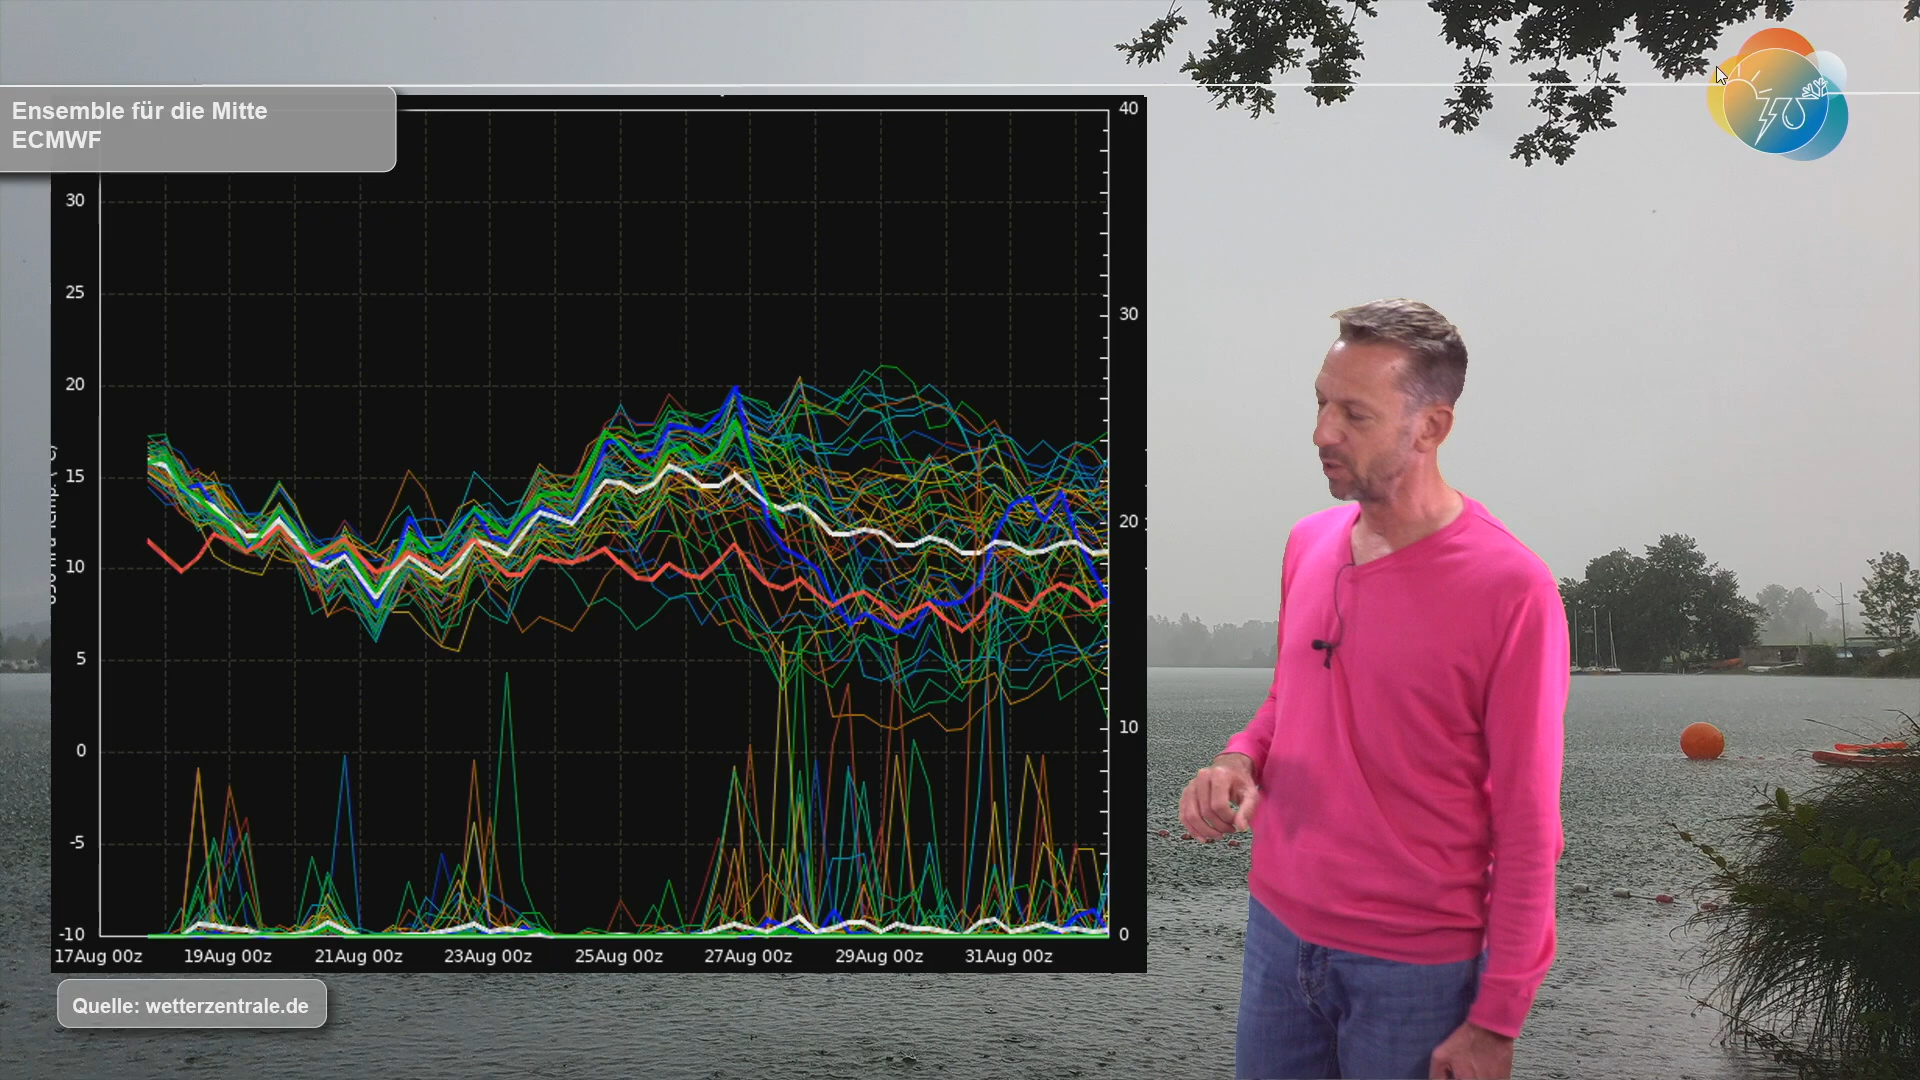 Ensemble für die Mitte
ECMWF
40
30
25
30
20
15
20
10
5
10
0
-5
-10
0
17Aug 00z
19Aug 00z
21Aug 00z
23Aug 00z
25Aug 00z
27Aug 00z
29Aug 00z
31Aug 00z
Quelle: wetterzentrale.de